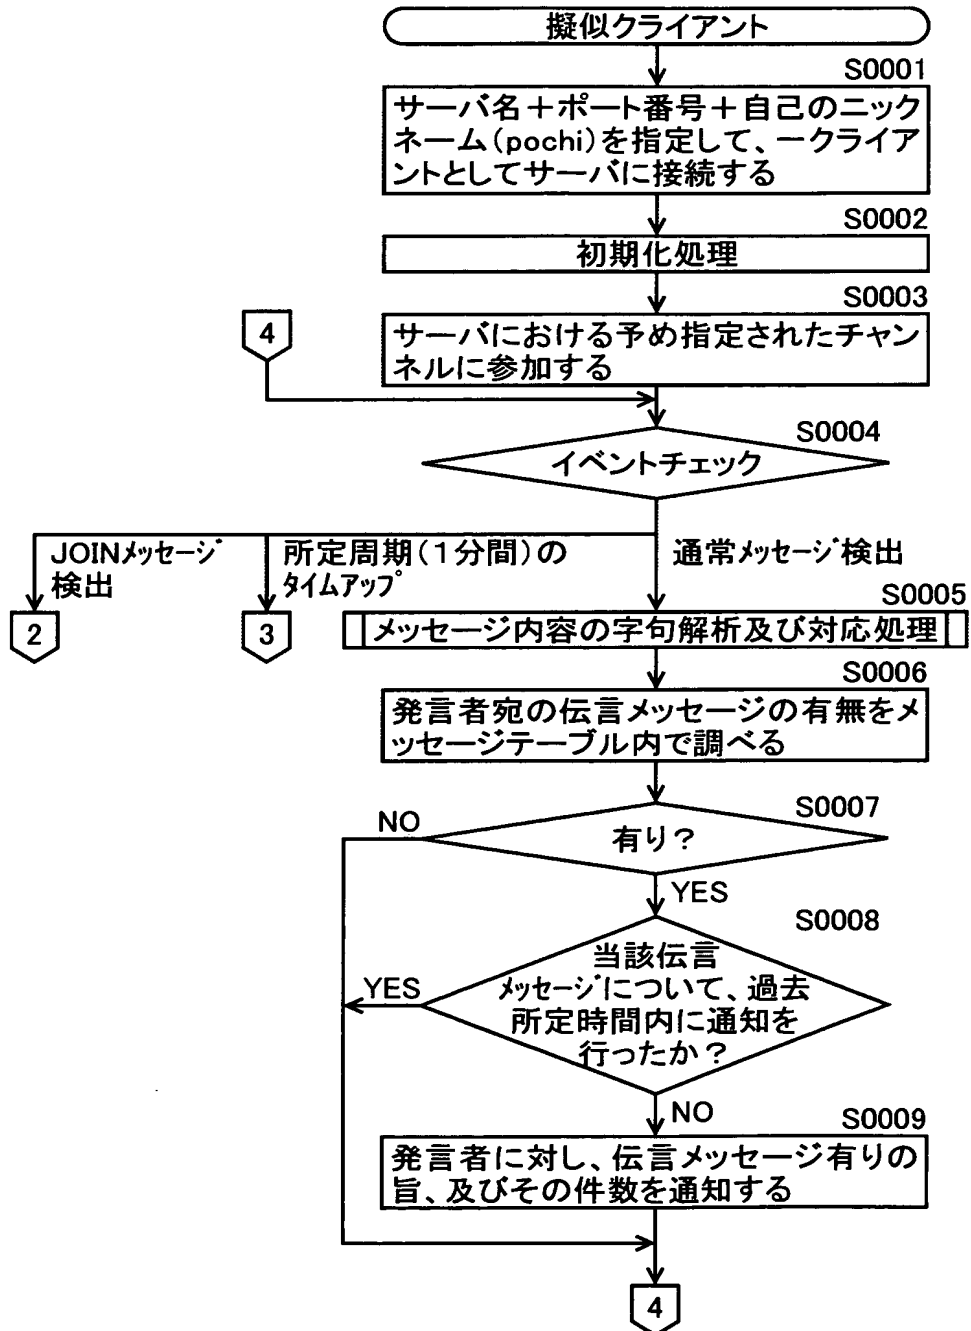 擬似クライアント
S0001
サーバ名＋ポート番号＋自己のニック
ネーム(pochi)を指定して、一クライア
ントとしてサーバに接続する
S0002
初期化処理
S0003
4
サーバにおける予め指定されたチャン
ネルに参加する
S0004
イベントチェック
JOINメッセージ
検出
所定周期(1分間)の
タイムアップ
通常メッセージ検出
S0005
2
3
メッセージ内容の字句解析及び対応処理
S0006
発言者宛の伝言メッセージの有無をメ
ッセージテーブル内で調べる
S0007
NO
有り？
YES
S0008
当該伝言
メッセージについて、過去
所定時間内に通知を
行ったか？
YES
NO
S0009
発言者に対し、伝言メッセージ有りの
旨、及びその件数を通知する
4